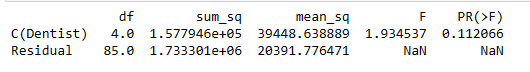 df sum_sq mean_sq F PR(>F)
C(Dentist) 4.0 1.577946e+05 39448.638889 1.934537 0.112066
Residual 85.0 1.733301e+06 20391.776471 NaN NaN